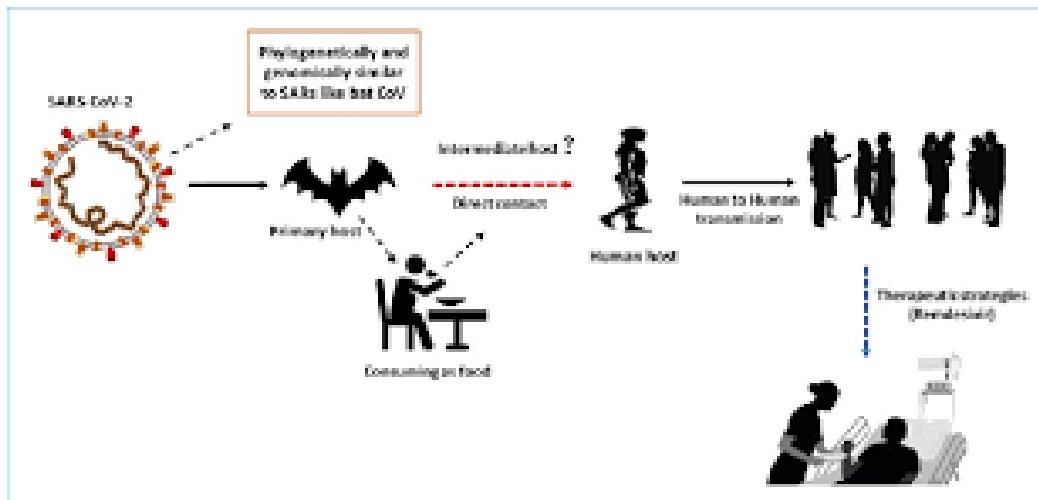 Phylogenetically and
genomically similar
to SARs like bat CoV
SARS-CoV-2
Intermediate host ?
Direct contact
Primary host
Human host
Human to Human
transmission
Consuming as food
Therapeutic strategies
(Remdesivir)